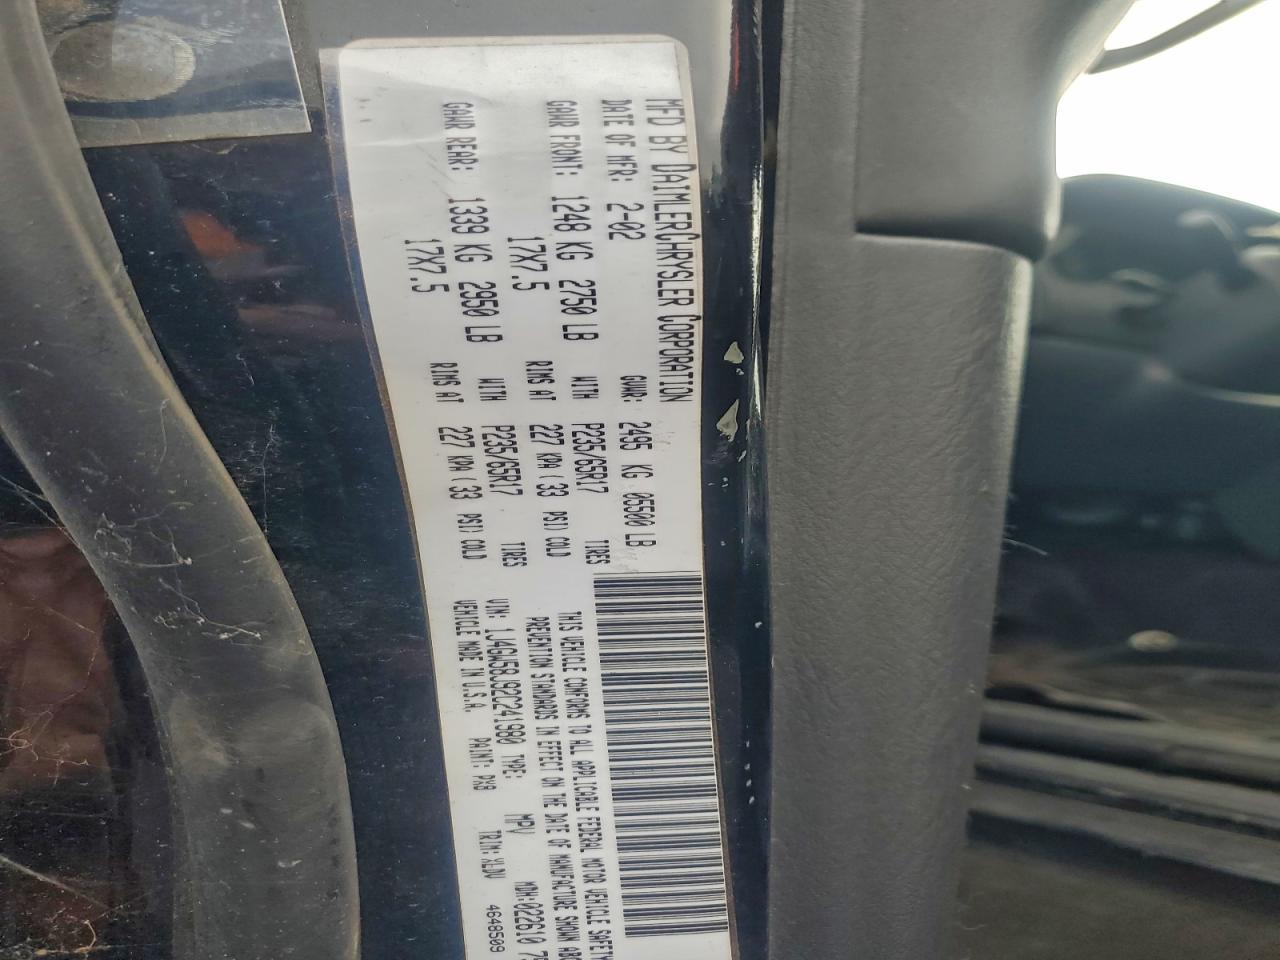 MFD BY DAIMLERCHRYSLER CORPORATION
DATE OF MFR: 2-02 GVWR: 2495 KG 05500 LB
GAWR FRONT: 1248 KG 2750 LB WITH P235/65R17 TIRES
17X7.5 RIMS AT 227 KPA ( 33 PSI) COLD
GAWR REAR: 1339 KG 2950 LB WITH P235/65R17 TIRES
17X7.5 RIMS AT 227 KPA ( 33 PSI) COLD
THIS VEHICLE CONFORMS TO ALL APPLICABLE FEDERAL MOTOR VEHICLE SAFETY
PREVENTION STANDARDS IN EFFECT ON THE DATE OF MANUFACTURE SHOWN
VIN: 1J4GW58J92C241980 TYPE: MPV MDH:022610
VEHICLE MADE IN U.S.A. PAINT: PX8 TRIM: XLDV 4648509